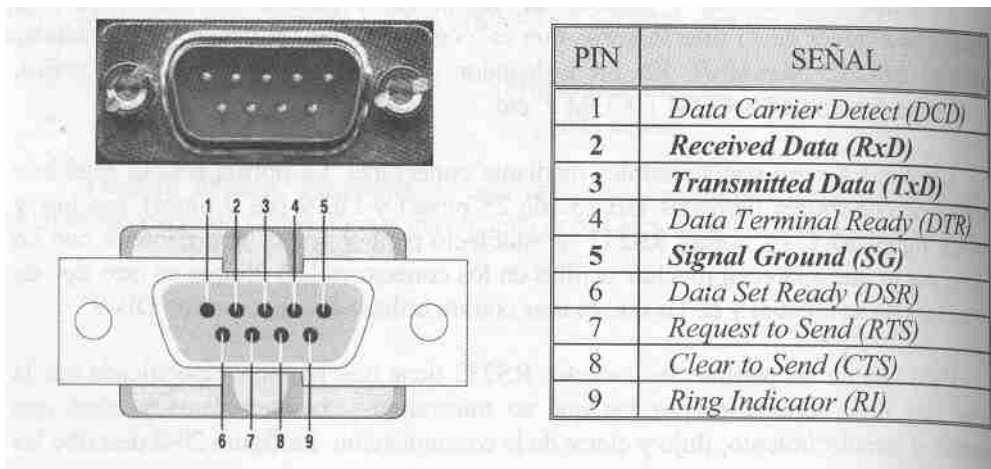 1 2 3 4 5
6 7 8 9
PIN SEÑAL
1 Data Carrier Detect (DCD)
2 Received Data (RxD)
3 Transmitted Data (TxD)
4 Data Terminal Ready (DTR)
5 Signal Ground (SG)
6 Data Set Ready (DSR)
7 Request to Send (RTS)
8 Clear to Send (CTS)
9 Ring Indicator (RI)